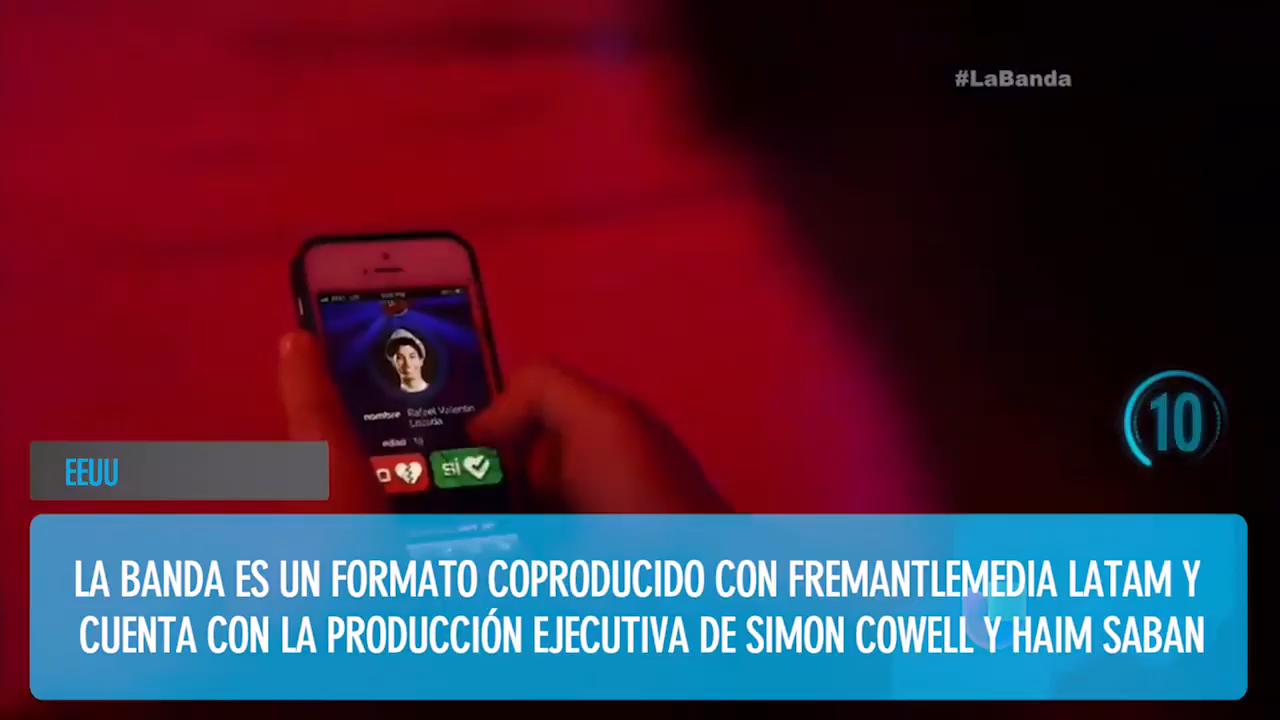 #LaBanda
nombre Rafael Valentin
edad
SÍ
10
EEUU
LA BANDA ES UN FORMATO COPRODUCIDO CON FREMANTLEMEDIA LATAM Y
CUENTA CON LA PRODUCCIÓN EJECUTIVA DE SIMON COWELL Y HAIM SABAN